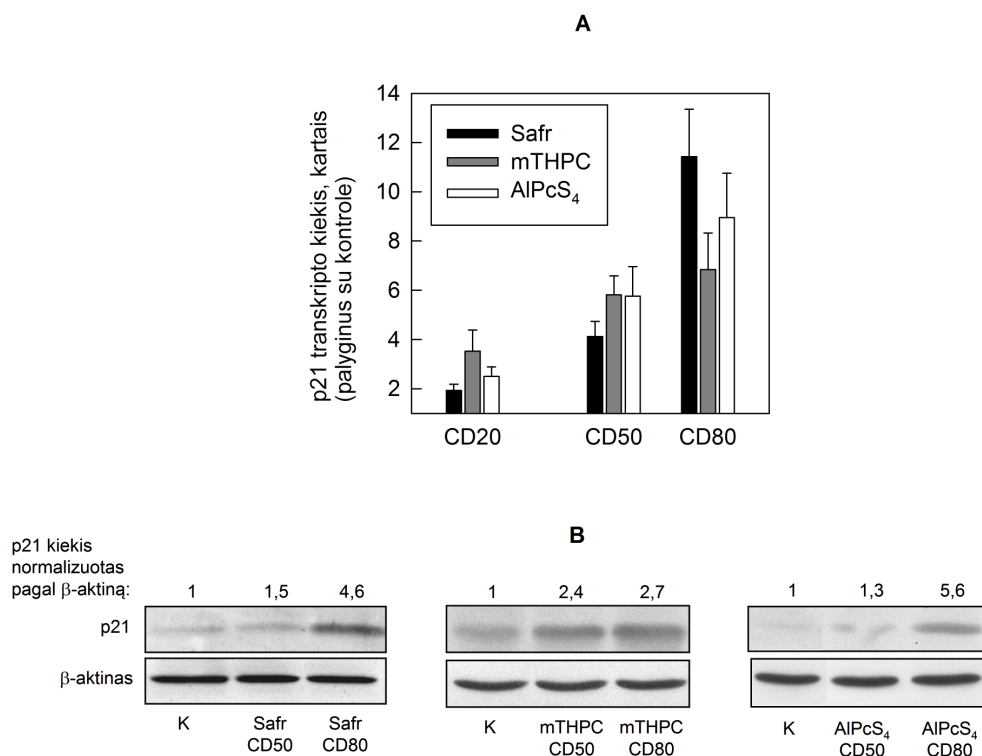 A
p21 transkripto kiekis, kartais
(palyginus su kontrole)
14
12
10
8
6
4
2
Safr
mTHPC
AlPcS₄
CD20
CD50
CD80
B
p21 kiekis
normalizuotas
pagal β-aktiną:
1
1,5
4,6
1
2,4
2,7
1
1,3
5,6
p21
β-aktinas
K
Safr
CD50
Safr
CD80
K
mTHPC
CD50
mTHPC
CD80
K
AlPcS₄
CD50
AlPcS₄
CD80